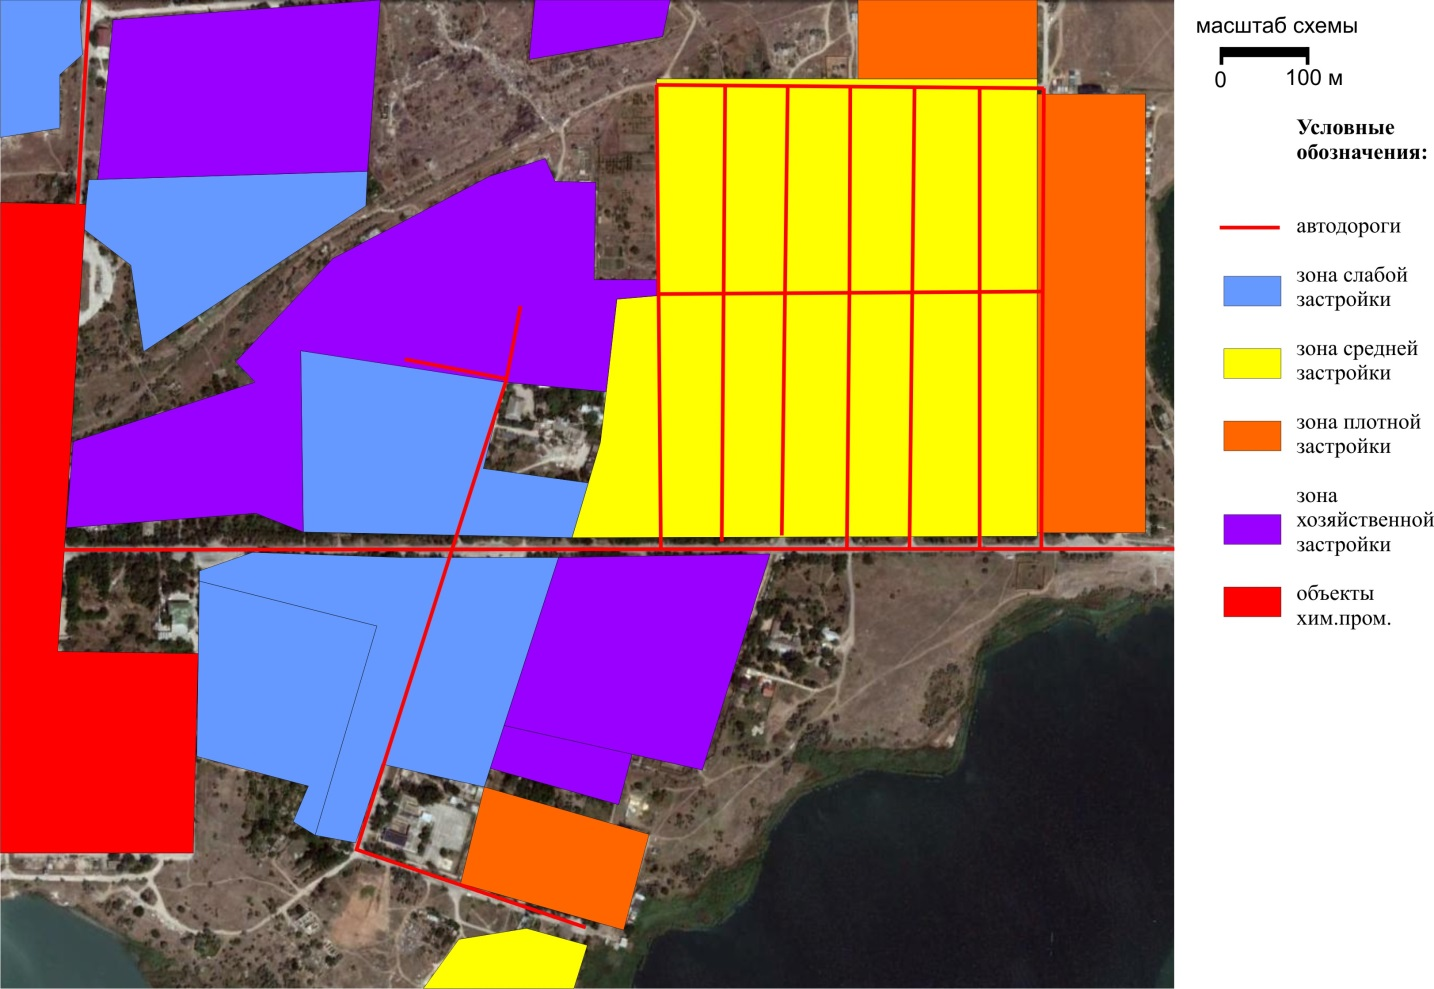 масштаб схемы
0 100 м
Условные
обозначения:
автодороги
зона слабой
застройки
зона средней
застройки
зона плотной
застройки
зона
хозяйственной
застройки
объекты
хим.пром.